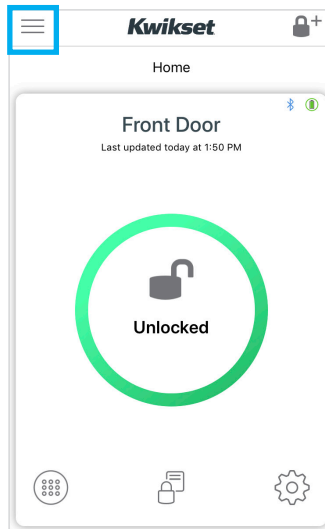 Kwikset
Home
Front Door
Last updated today at 1:50 PM
Unlocked